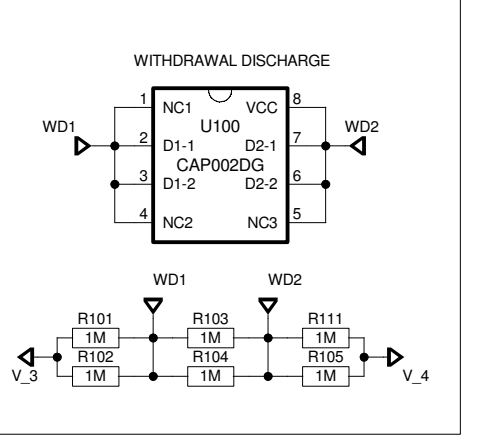 WITHDRAWAL DISCHARGE
1 NC1 VCC 8
U100
WD1 2 D1-1 D2-1 7 WD2
CAP002DG
3 D1-2 D2-2 6
4 NC2 NC3 5
WD1 WD2
R101 R103 R111
1M 1M 1M
R102 R104 R105
V_3 1M 1M 1M V_4